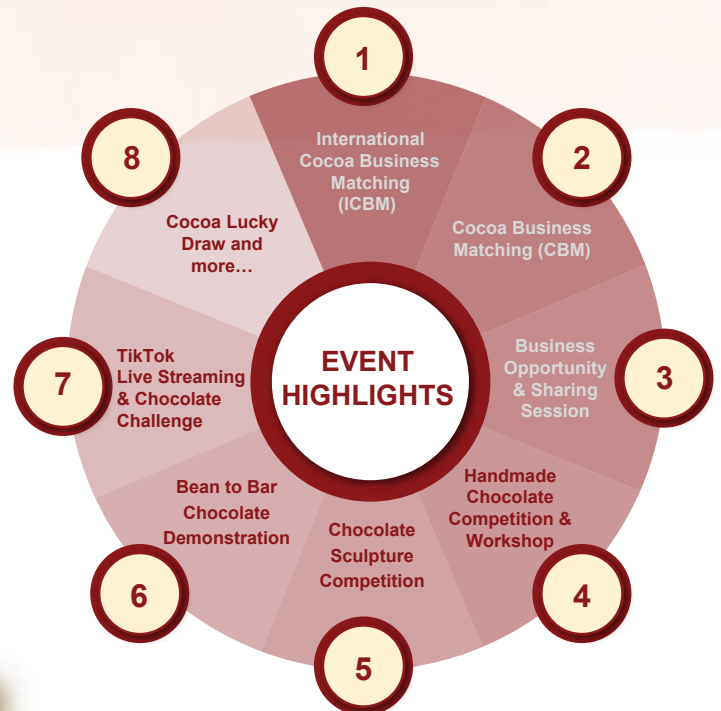 1
International
Cocoa Business
Matching
(ICBM)
2
Cocoa Business
Matching (CBM)
3
Business
Opportunity
& Sharing
Session
4
Handmade
Chocolate
Competition &
Workshop
5
Chocolate
Sculpture
Competition
6
Bean to Bar
Chocolate
Demonstration
7
TikTok
Live Streaming
& Chocolate
Challenge
8
Cocoa Lucky
Draw and
more…
EVENT
HIGHLIGHTS